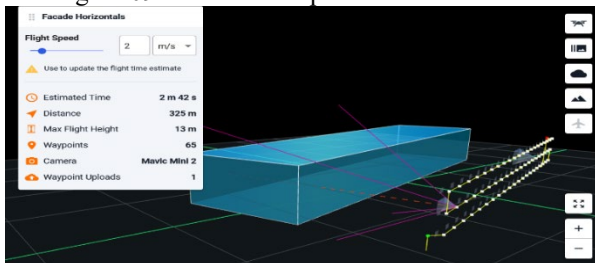 Facade Horizontals
Flight Speed
2 m/s
Use to update the flight time estimate
Estimated Time 2 m 42 s
Distance 325 m
Max Flight Height 13 m
Waypoints 65
Camera Mavic Mini 2
Waypoint Uploads 1
+
−